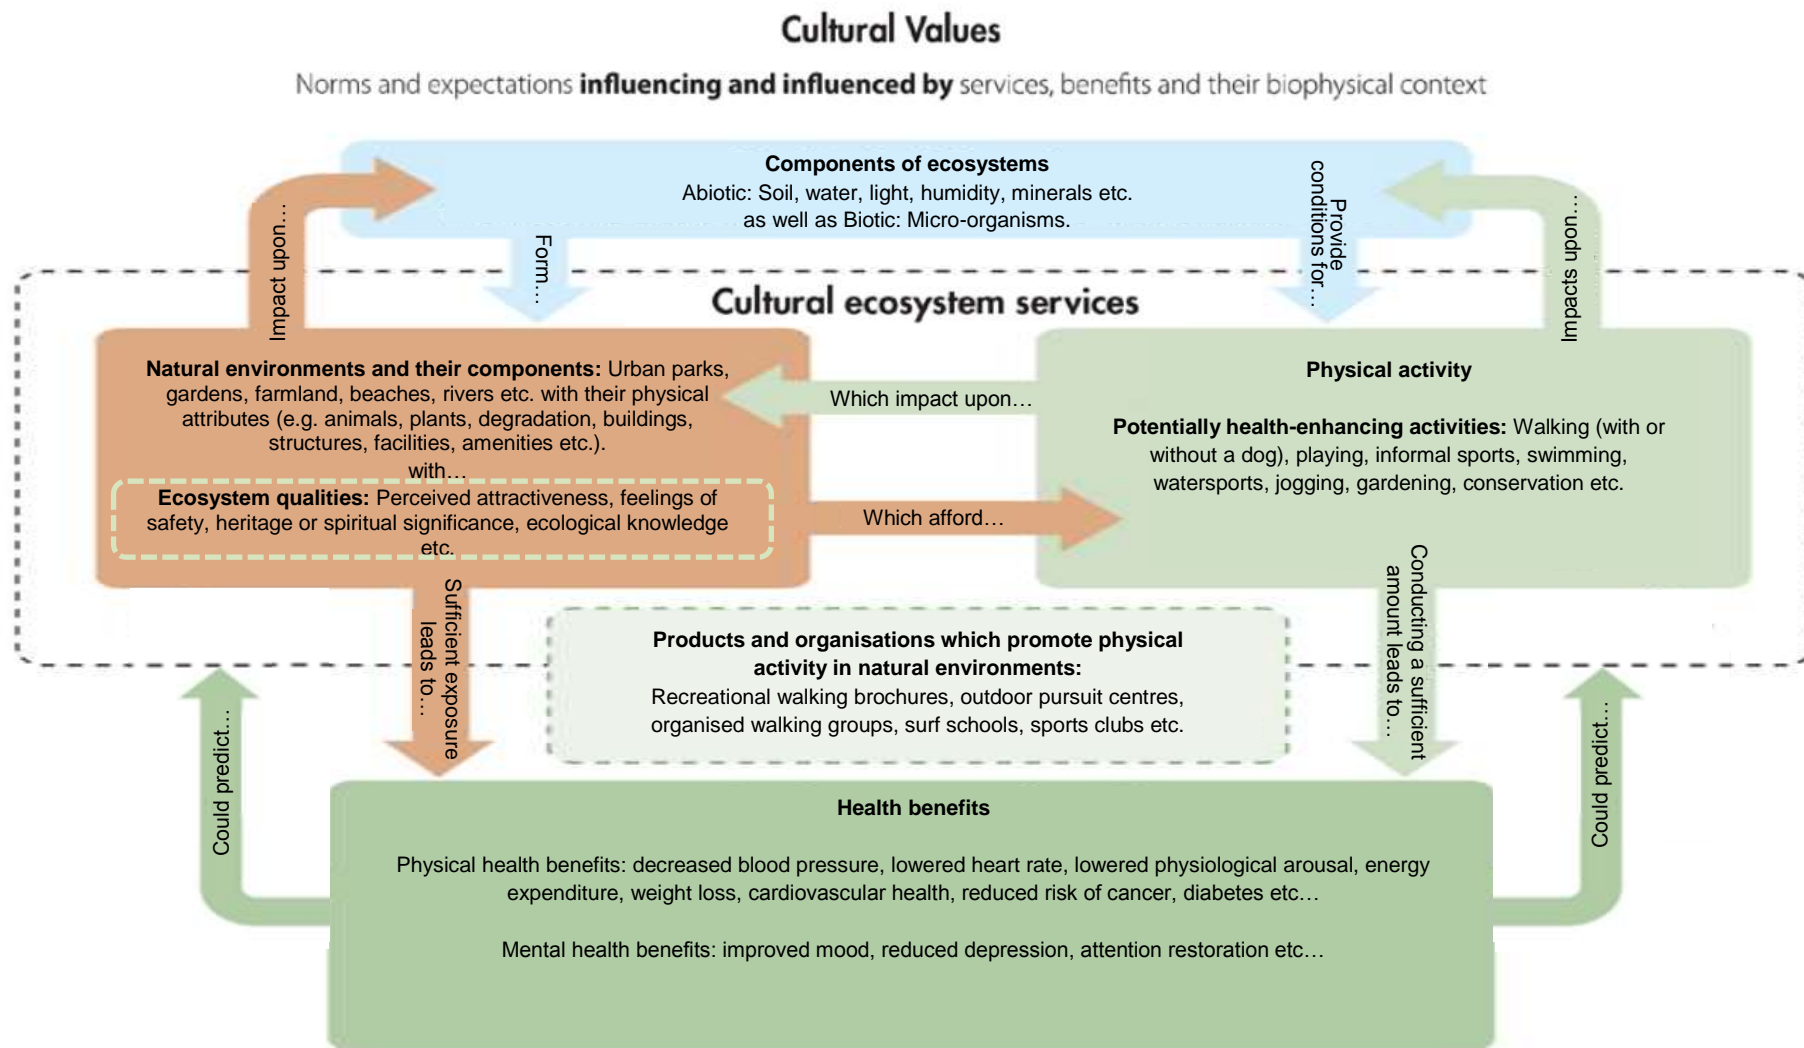 Cultural Values
Norms and expectations influencing and influenced by services, benefits and their biophysical context
Components of ecosystems
Abiotic: Soil, water, light, humidity, minerals etc.
as well as Biotic: Micro-organisms.
Impact upon…
Form…
Provide
conditions for…
Impacts upon…
Cultural ecosystem services
Natural environments and their components: Urban parks,
gardens, farmland, beaches, rivers etc. with their physical
attributes (e.g. animals, plants, degradation, buildings,
structures, facilities, amenities etc.).
with…
Ecosystem qualities: Perceived attractiveness, feelings of
safety, heritage or spiritual significance, ecological knowledge
etc.
Which impact upon…
Which afford…
Physical activity
Potentially health-enhancing activities: Walking (with or
without a dog), playing, informal sports, swimming,
watersports, jogging, gardening, conservation etc.
Sufficient exposure
leads to…
Products and organisations which promote physical
activity in natural environments:
Recreational walking brochures, outdoor pursuit centres,
organised walking groups, surf schools, sports clubs etc.
Conducting a sufficient
amount leads to…
Could predict…
Could predict…
Health benefits
Physical health benefits: decreased blood pressure, lowered heart rate, lowered physiological arousal, energy
expenditure, weight loss, cardiovascular health, reduced risk of cancer, diabetes etc…
Mental health benefits: improved mood, reduced depression, attention restoration etc…